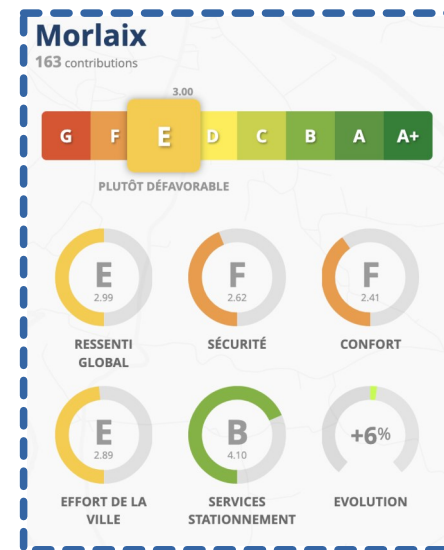 Morlaix
163 contributions
3.00
G F E D C B A A+
PLUTÔT DÉFAVORABLE
E F F
2.99 2.62 2.41
RESSENTI SÉCURITÉ CONFORT
GLOBAL
E B +6%
2.89 4.10
EFFORT DE LA SERVICES EVOLUTION
VILLE STATIONNEMENT